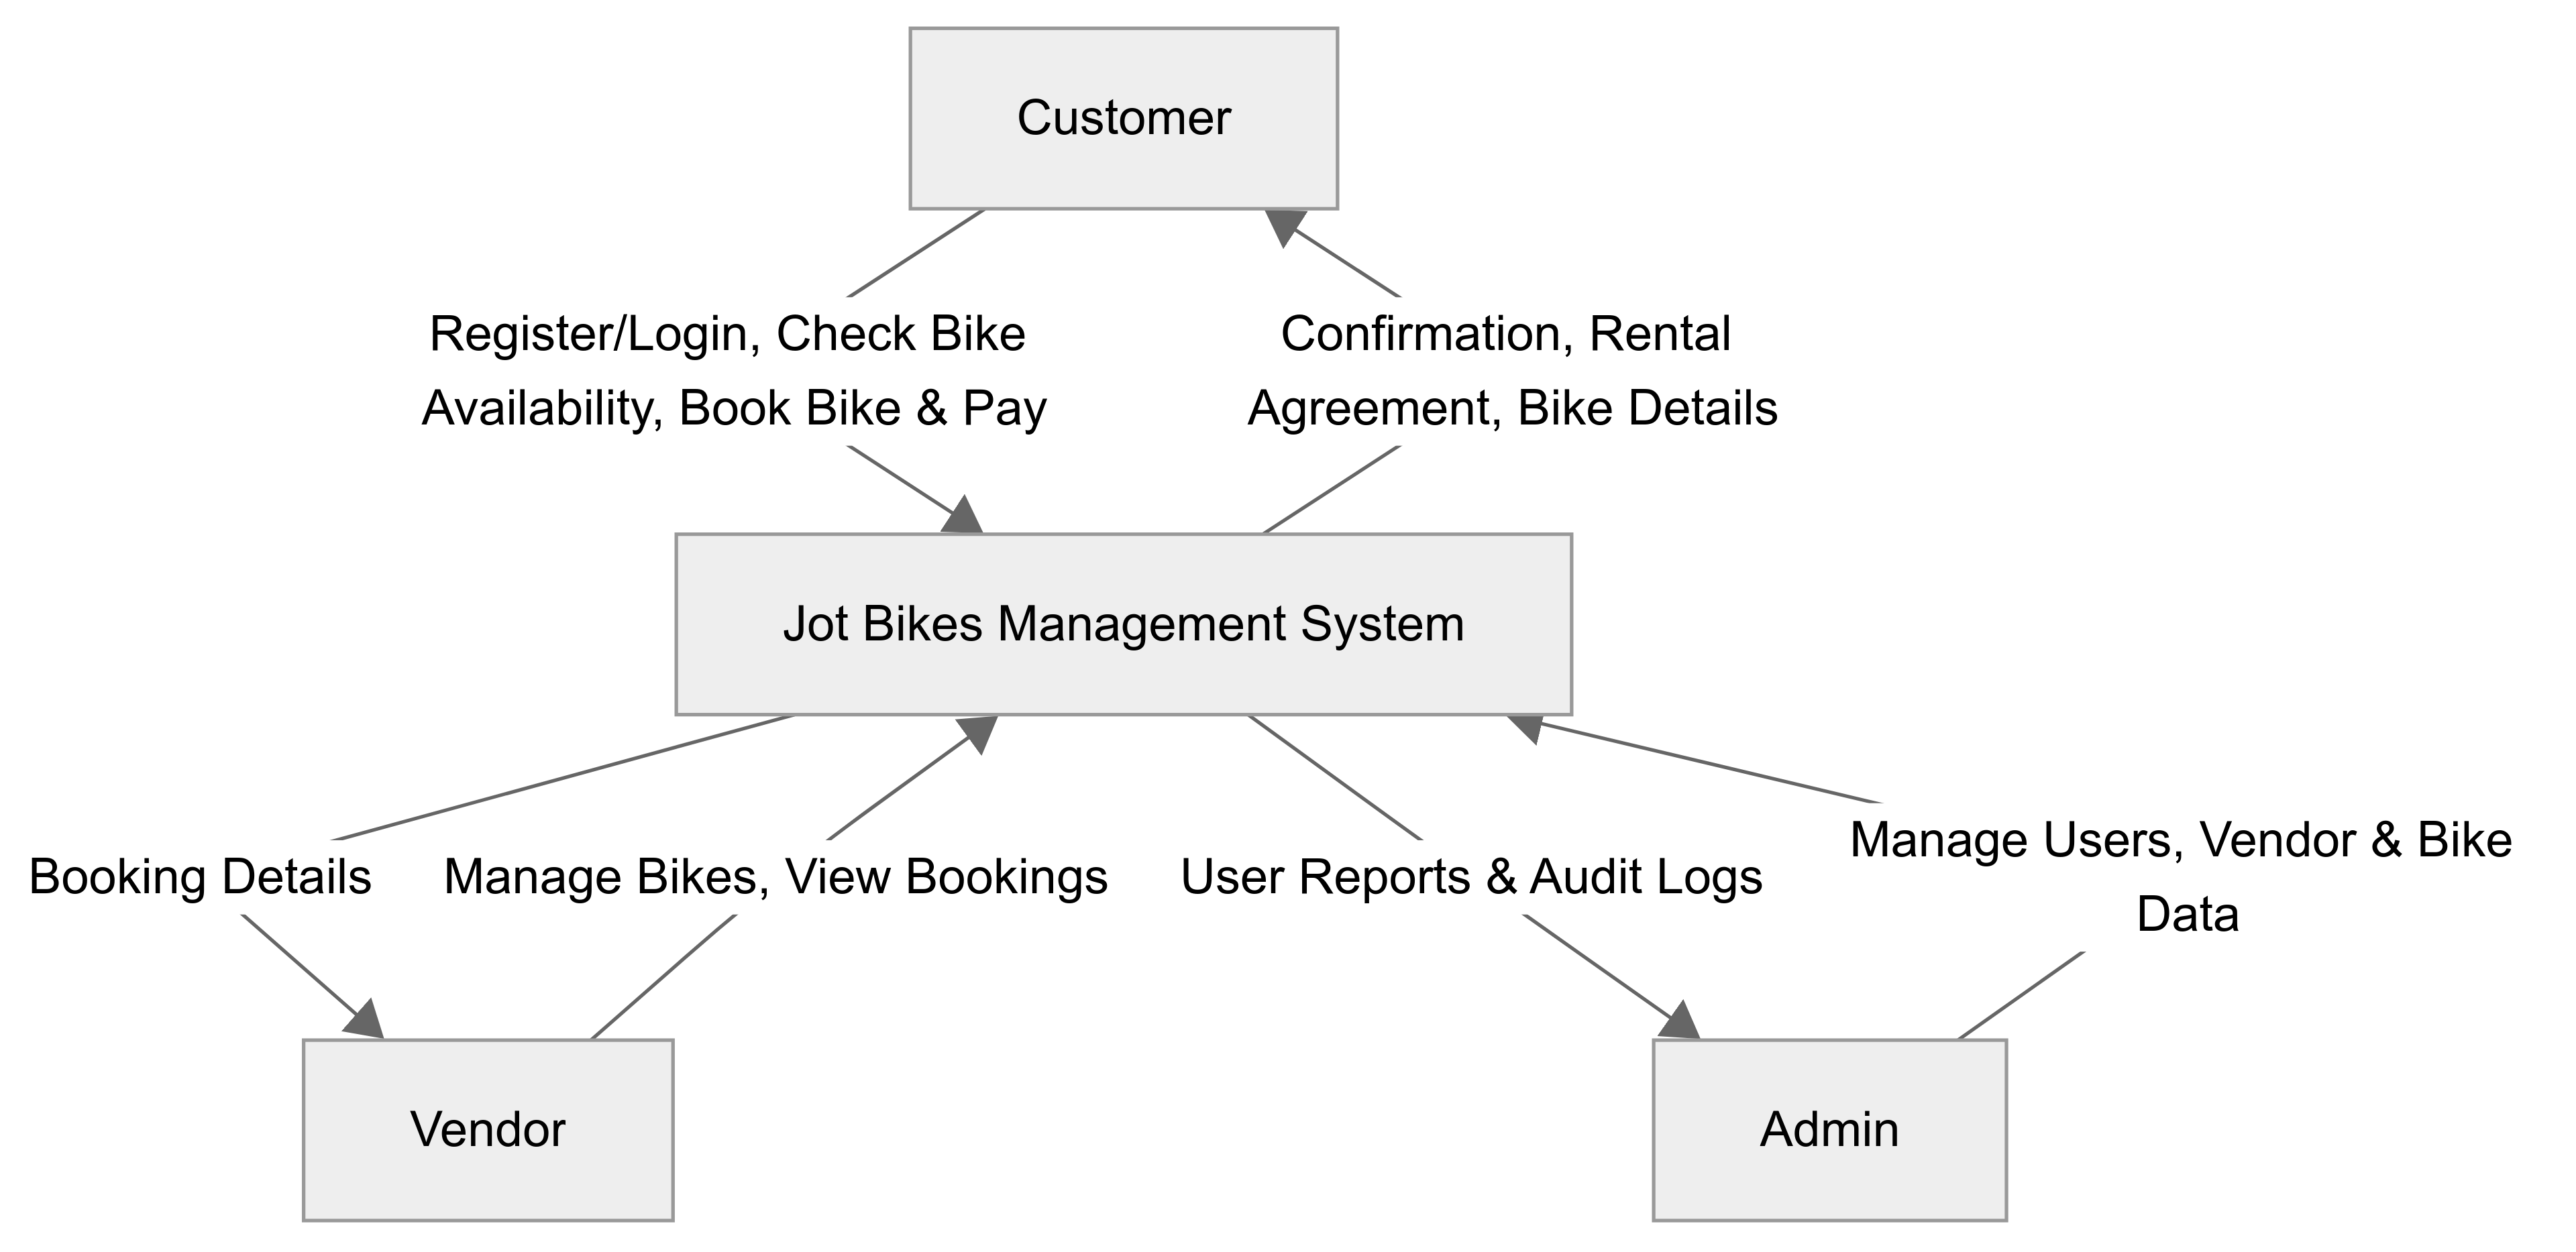 Customer
Register/Login, Check Bike
Availability, Book Bike & Pay
Confirmation, Rental
Agreement, Bike Details
Jot Bikes Management System
Booking Details
Manage Bikes, View Bookings
User Reports & Audit Logs
Manage Users, Vendor & Bike
Data
Vendor
Admin